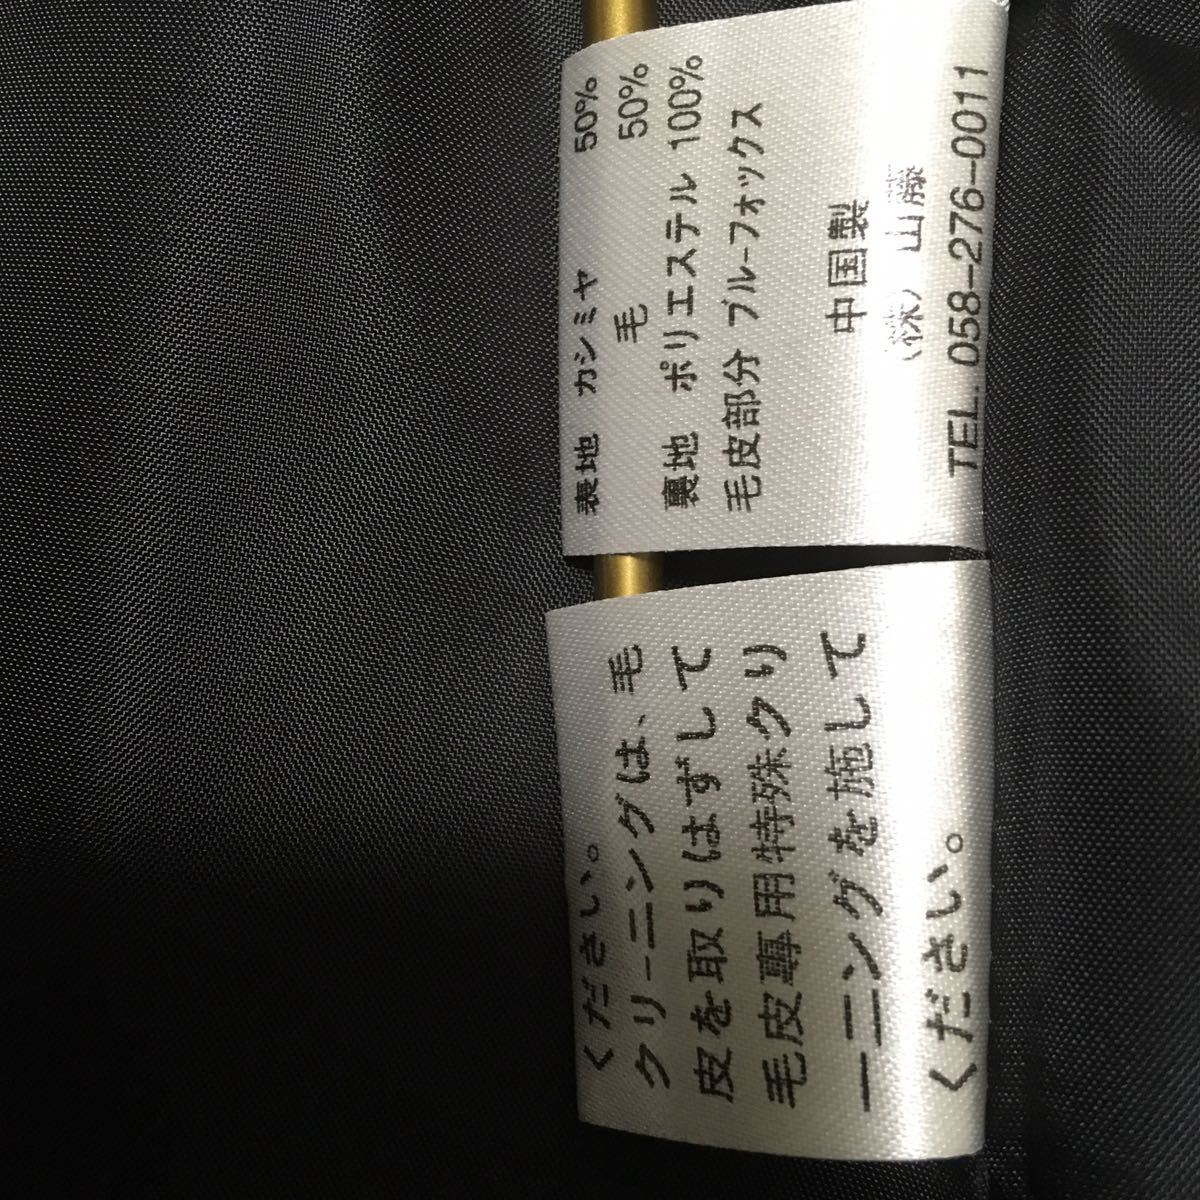 表地 カシミヤ 50%
毛 50%
裏地 ポリエステル 100%
毛皮部分 ブルーフォックス
中国製
(株) 山藤
TEL. 058-276-0011
ください。
クリーニングは、毛
皮を取りはずして
毛皮専用特殊クリ
ーニングを施して
ください。